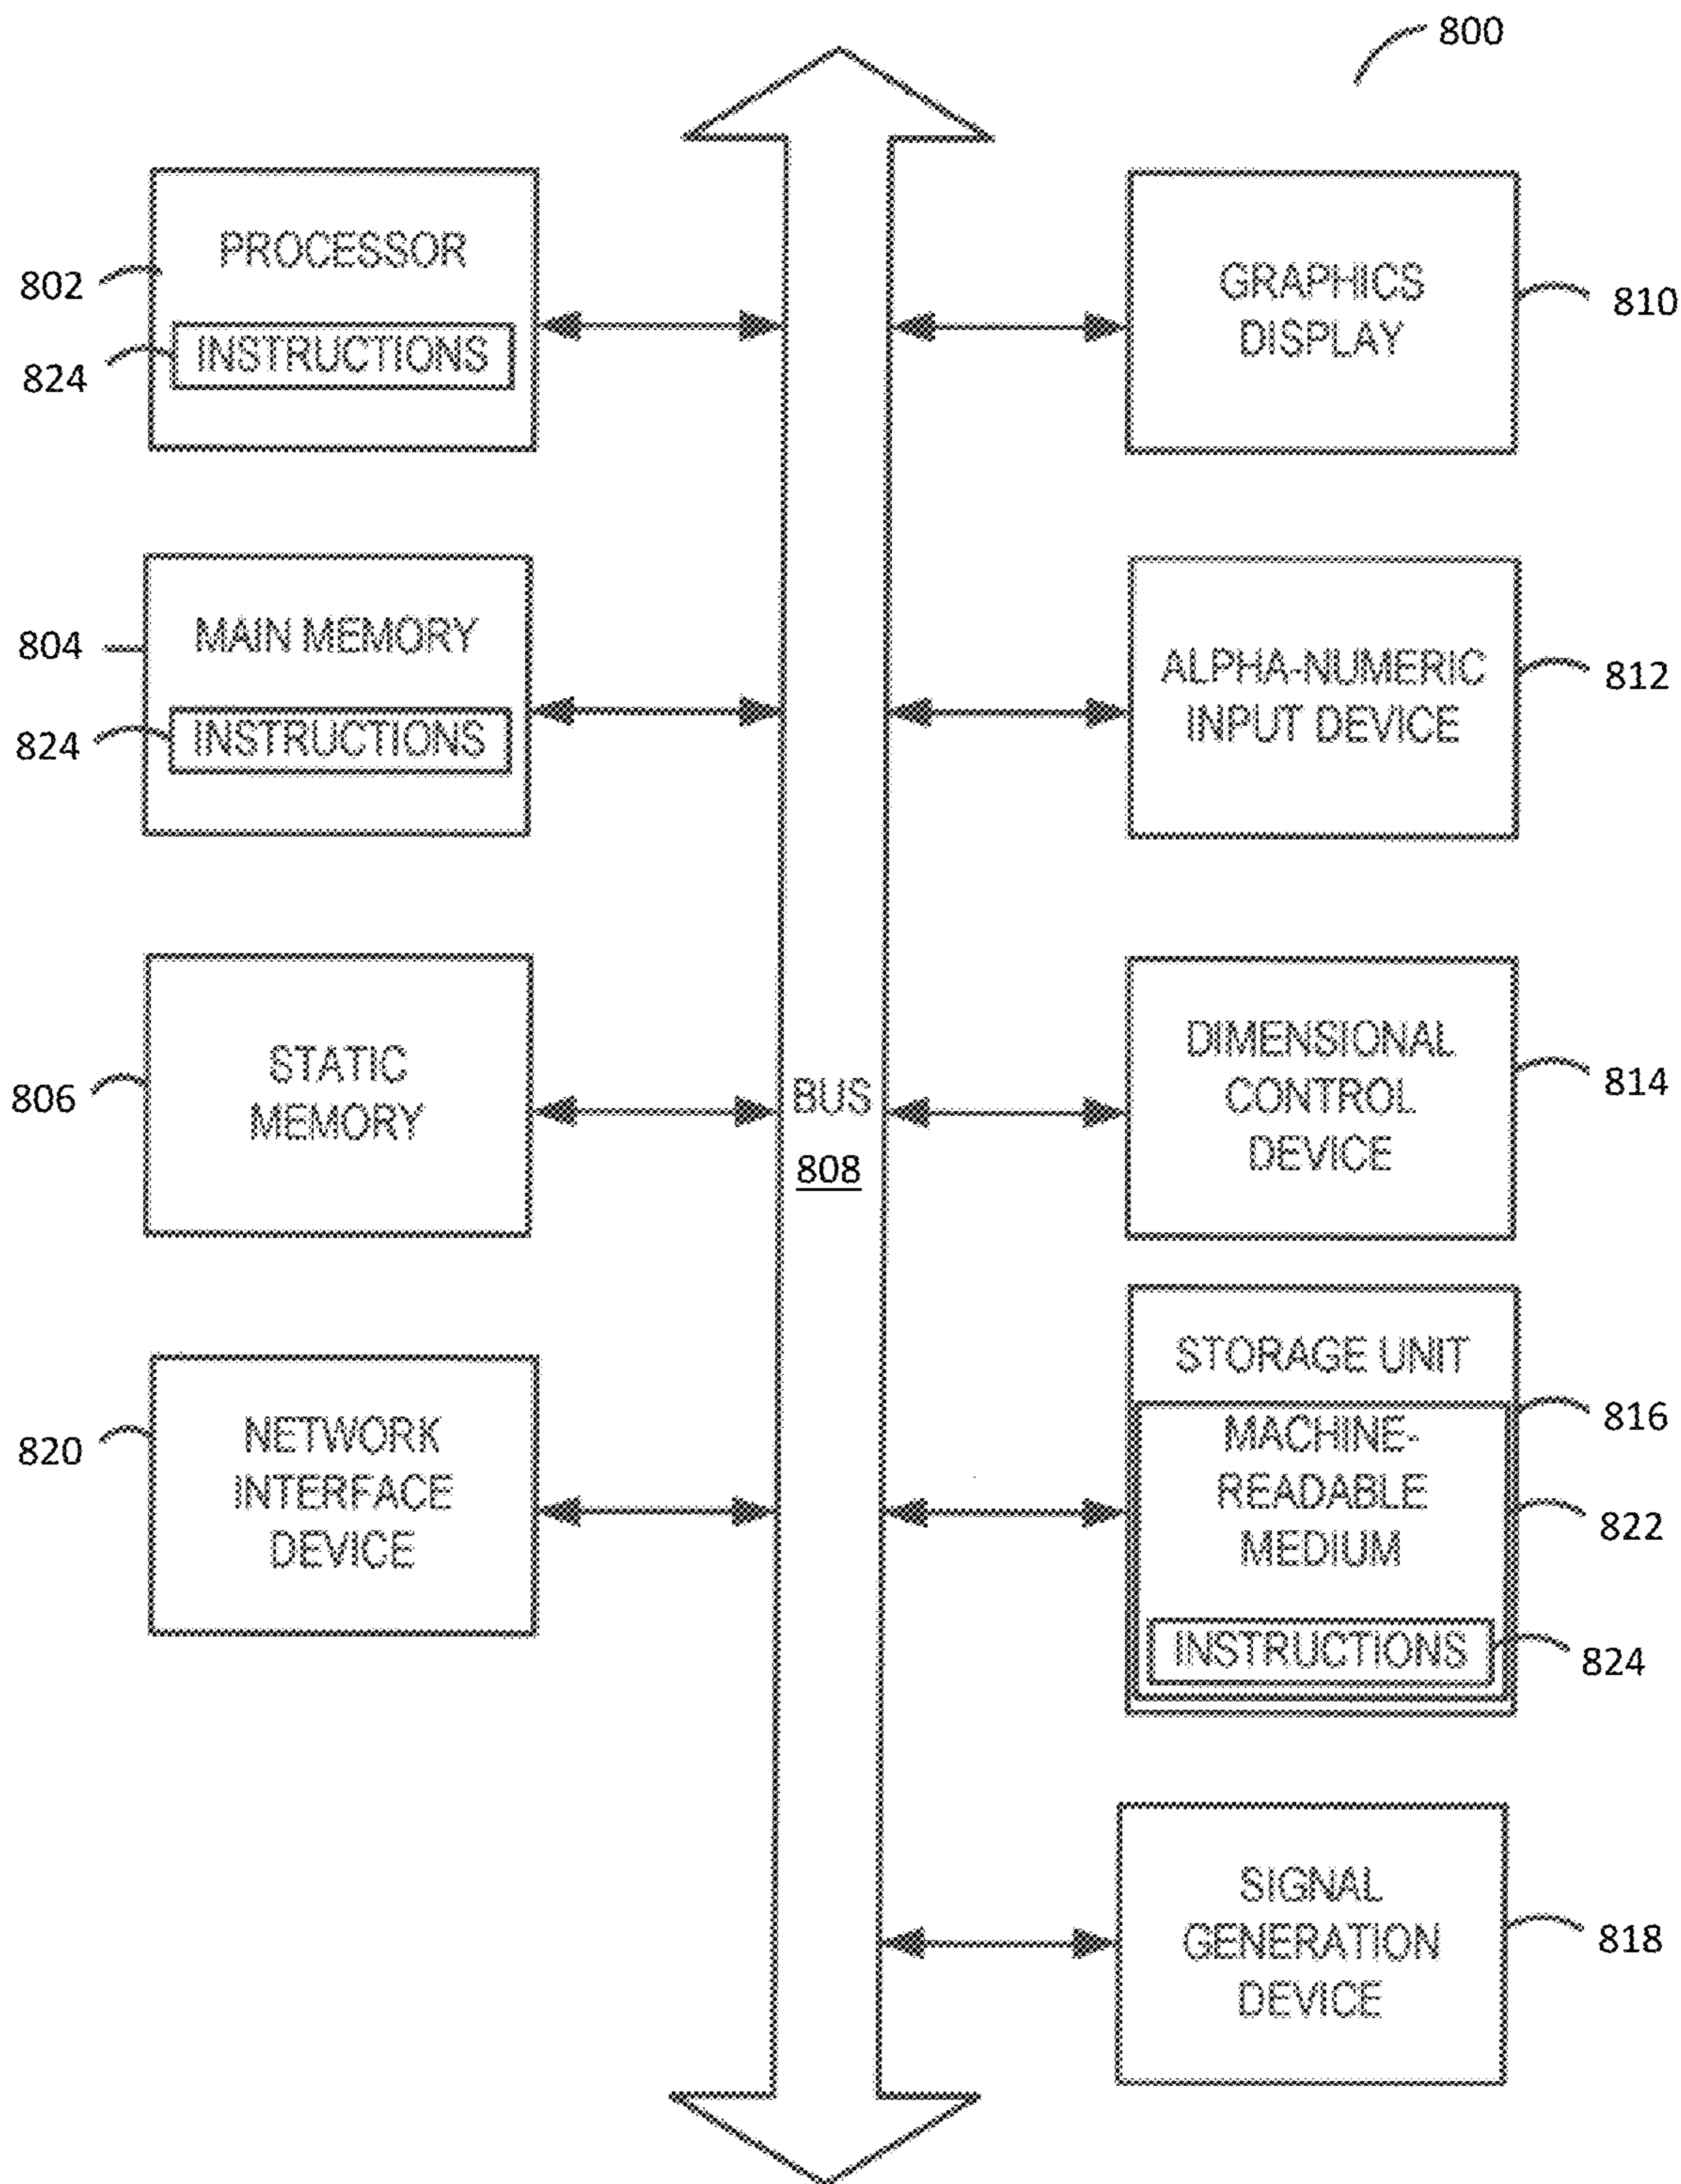 800
PROCESSOR
802
INSTRUCTIONS
824
GRAPHICS
DISPLAY
810
MAIN MEMORY
804
INSTRUCTIONS
824
ALPHA-NUMERIC
INPUT DEVICE
812
STATIC
MEMORY
806
BUS
808
DIMENSIONAL
CONTROL
DEVICE
814
NETWORK
INTERFACE
DEVICE
820
STORAGE UNIT
816
MACHINE-
READABLE
MEDIUM
822
INSTRUCTIONS
824
SIGNAL
GENERATION
DEVICE
818